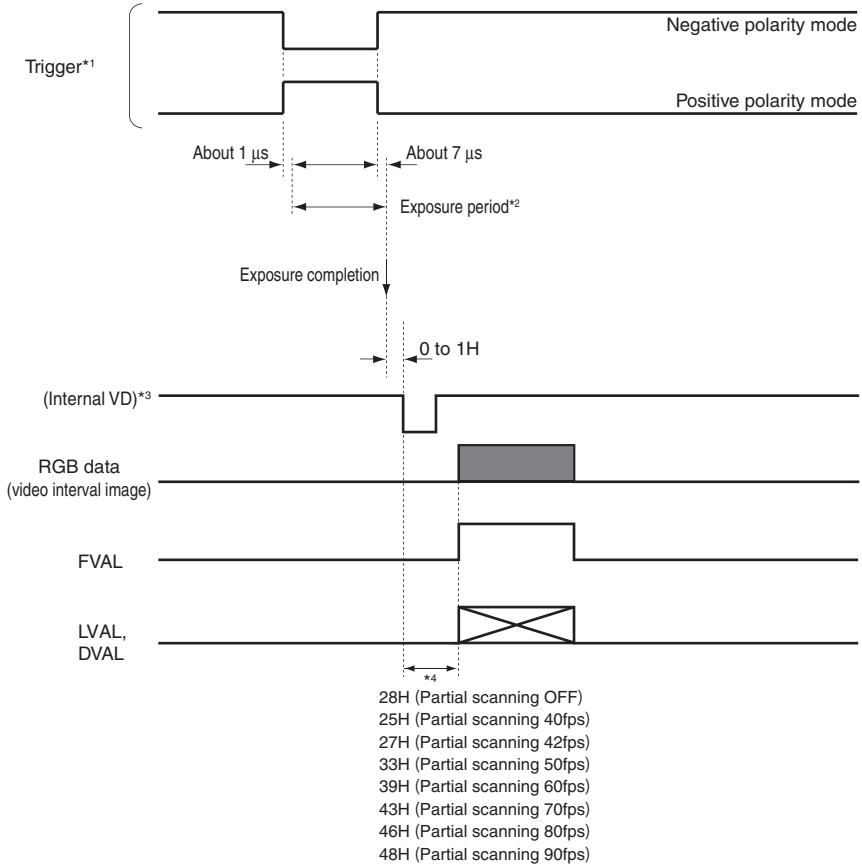 Negative polarity mode
Trigger*1
Positive polarity mode
About 1 μs
About 7 μs
Exposure period*2
Exposure completion
0 to 1H
(Internal VD)*3
RGB data
(video interval image)
FVAL
LVAL,
DVAL
*4
28H (Partial scanning OFF)
25H (Partial scanning 40fps)
27H (Partial scanning 42fps)
33H (Partial scanning 50fps)
39H (Partial scanning 60fps)
43H (Partial scanning 70fps)
46H (Partial scanning 80fps)
48H (Partial scanning 90fps)